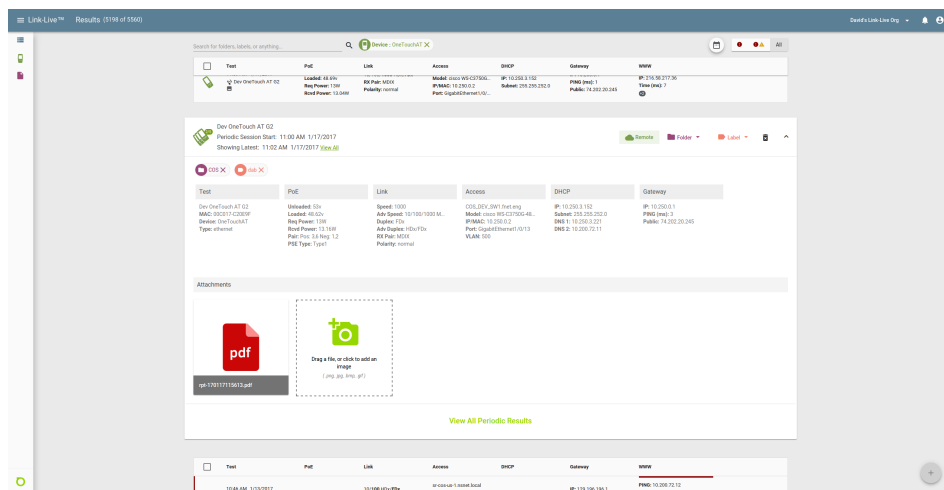 Link-Live™ Results (5198 of 5560)
David's Link-Live Org
Search for folders, labels, or anything...
Device : OneTouchAT
All
Test PoE Link Access DHCP Gateway WWW
Dev OneTouch AT G2
Loaded: 48.69v
Req Power: 13W
Rcvd Power: 13.04W
RX Pair: MDIX
Polarity: normal
Model: cisco WS-C3750G...
IP/MAC: 10.250.0.2
Port: GigabitEthernet1/0/...
IP: 10.250.3.152
Subnet: 255.255.252.0
PING (ms): 1
Public: 74.202.20.245
IP: 216.58.217.36
Time (ms): 7
Dev OneTouch AT G2
Periodic Session Start: 11:00 AM 1/17/2017
Showing Latest: 11:02 AM 1/17/2017 View All
Remote Folder Label
COS
Test PoE Link Access DHCP Gateway
Dev OneTouch AT G2
MAC: 00C017-C20E9F
Device: OneTouchAT
Type: ethernet
Unloaded: 53v
Loaded: 48.62v
Req Power: 13W
Rcvd Power: 13.16W
Pair: Pos: 3,6 Neg: 1,2
PSE Type: Type1
Speed: 1000
Adv Speed: 10/100/1000 M...
Duplex: FDx
Adv Duplex: HDx/FDx
RX Pair: MDIX
Polarity: normal
COS_DEV_SW1.fnet.eng
Model: cisco WS-C3750G-48...
IP/MAC: 10.250.0.2
Port: GigabitEthernet1/0/13
VLAN: 500
IP: 10.250.3.152
Subnet: 255.255.252.0
DNS 1: 10.250.3.221
DNS 2: 10.200.72.11
IP: 10.250.0.1
PING (ms): 3
Public: 74.202.20.245
Attachments
pdf
rpt-170117115613.pdf
Drag a file, or click to add an
image
(.png, .jpg, .bmp, .gif)
View All Periodic Results
Test PoE Link Access DHCP Gateway WWW
10:46 AM 1/13/2017
10/100 HDx/FDx
sr-cos-us-1.nsnet.local
PING: 10.200.72.12